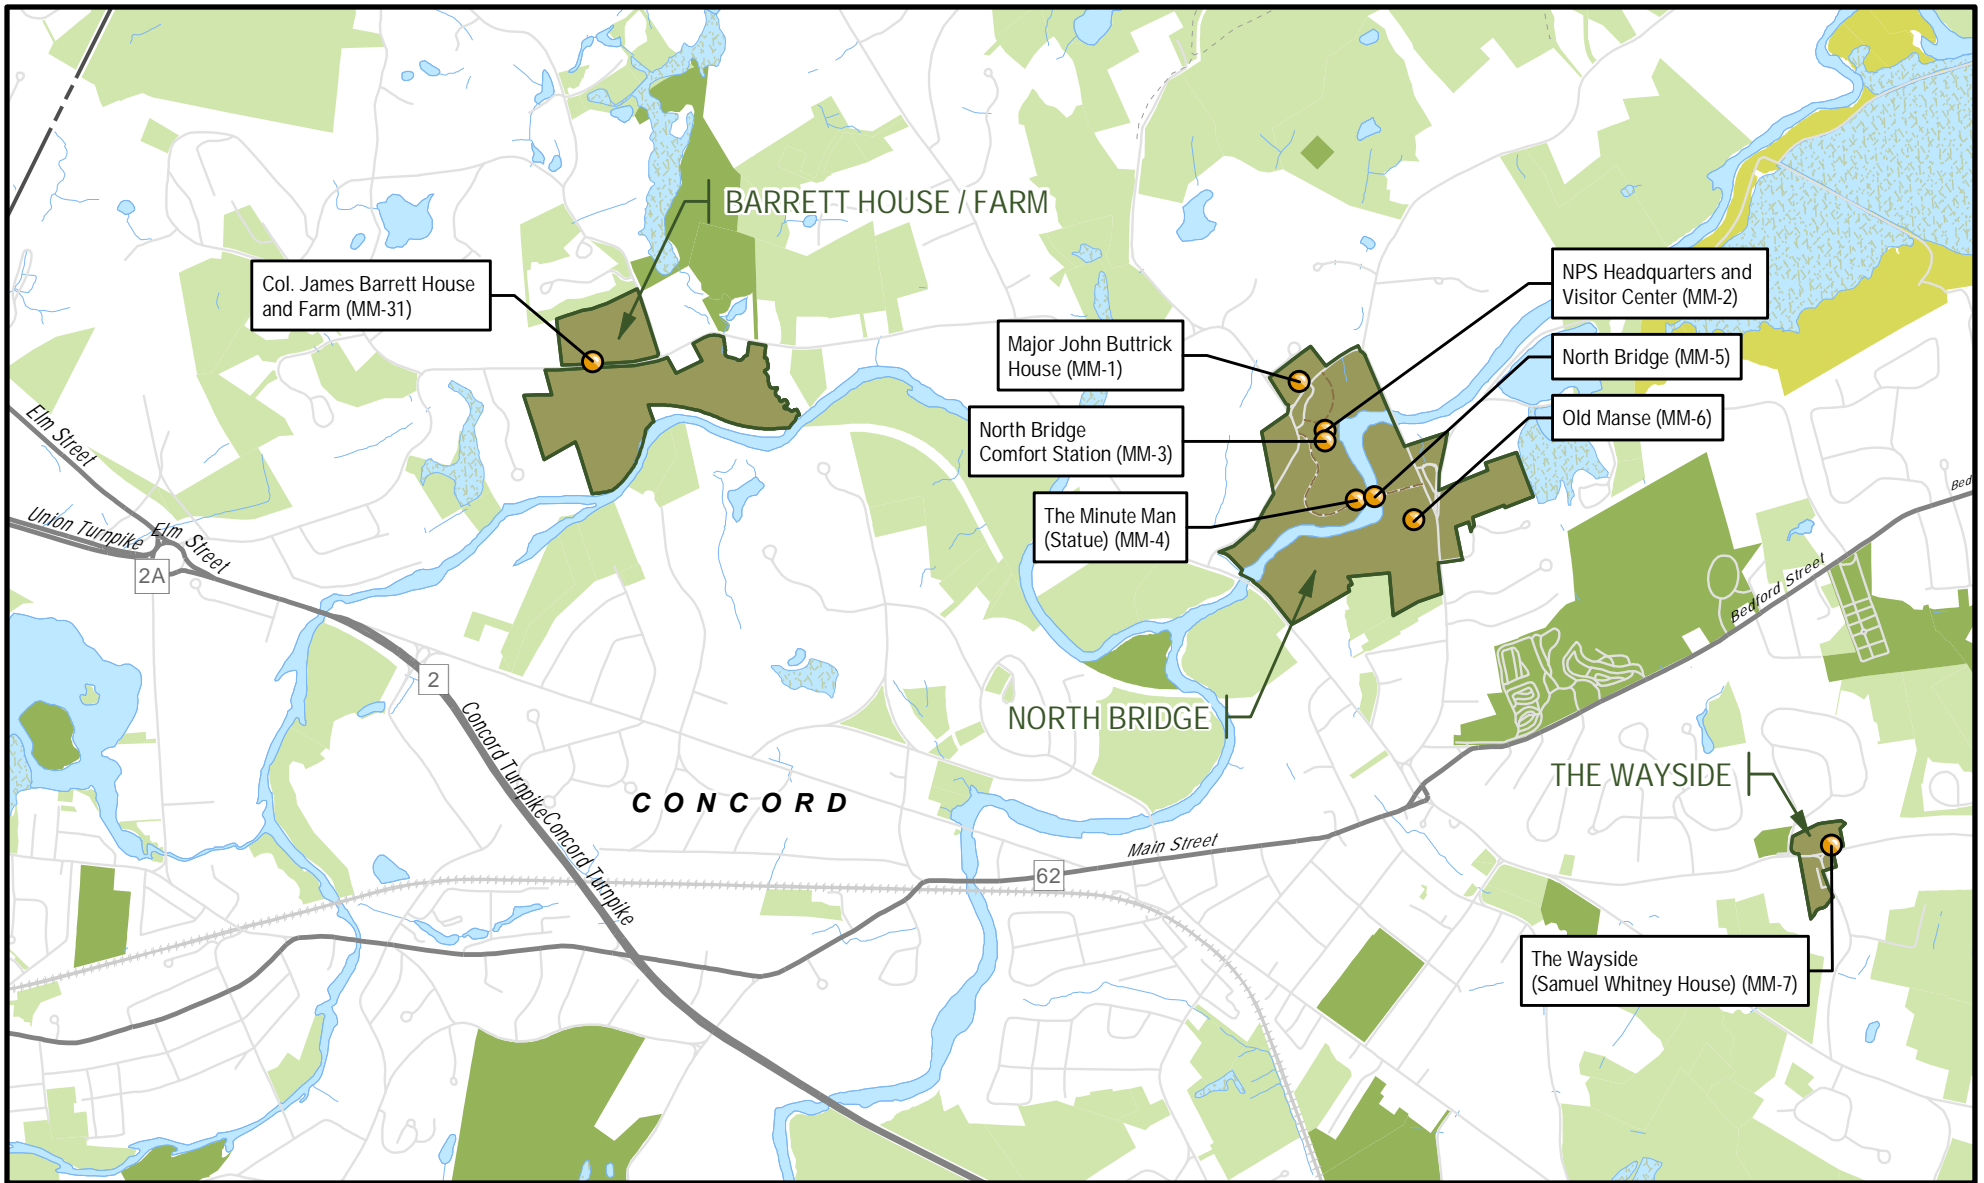 BARRETT HOUSE / FARM
Col. James Barrett House
and Farm (MM-31)
NPS Headquarters and
Visitor Center (MM-2)
Major John Buttrick
House (MM-1)
North Bridge (MM-5)
Old Manse (MM-6)
North Bridge
Comfort Station (MM-3)
The Minute Man
(Statue) (MM-4)
Elm Street
Union Turnpike
Elm Street
2A
Bed
Bedford Street
2
NORTH BRIDGE
Concord Turnpike
Concord Turnpike
CONCORD
THE WAYSIDE
Main Street
62
The Wayside
(Samuel Whitney House) (MM-7)